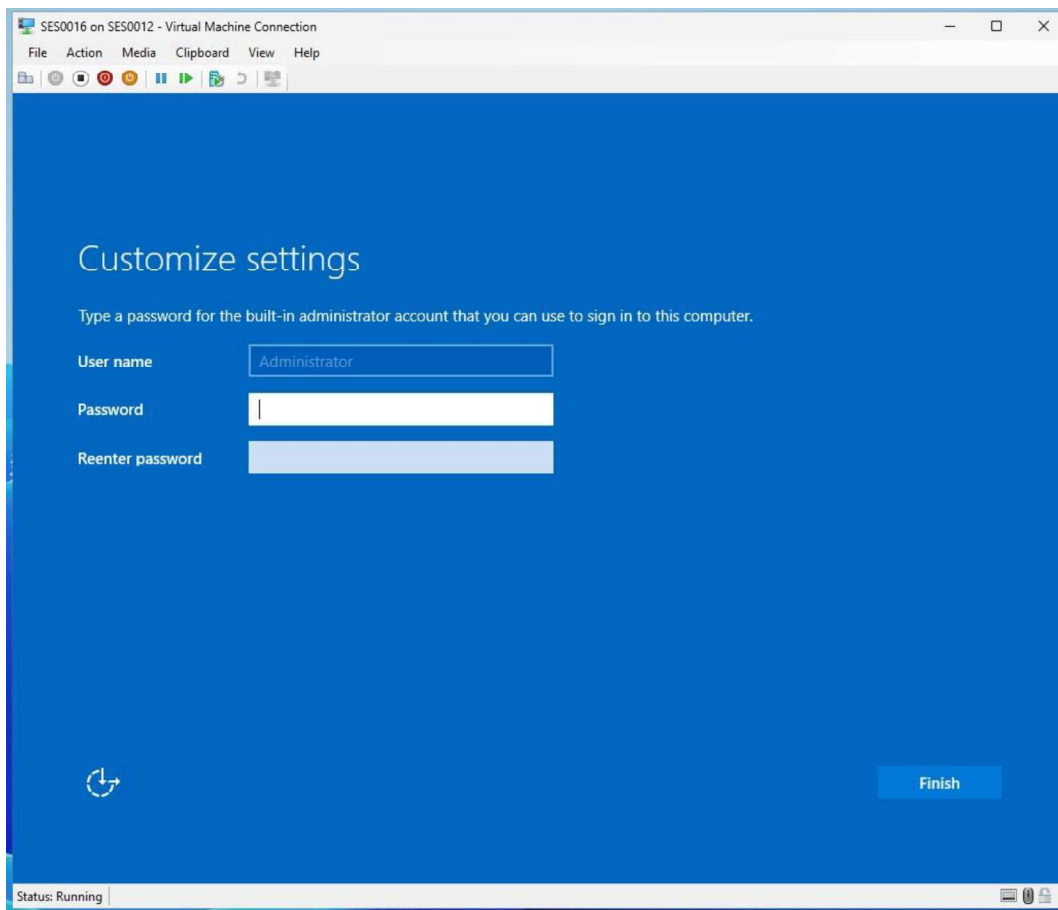 SES0016 on SES0012 - Virtual Machine Connection
File Action Media Clipboard View Help
Customize settings
Type a password for the built-in administrator account that you can use to sign in to this computer.
User name Administrator
Password
Reenter password
Finish
Status: Running